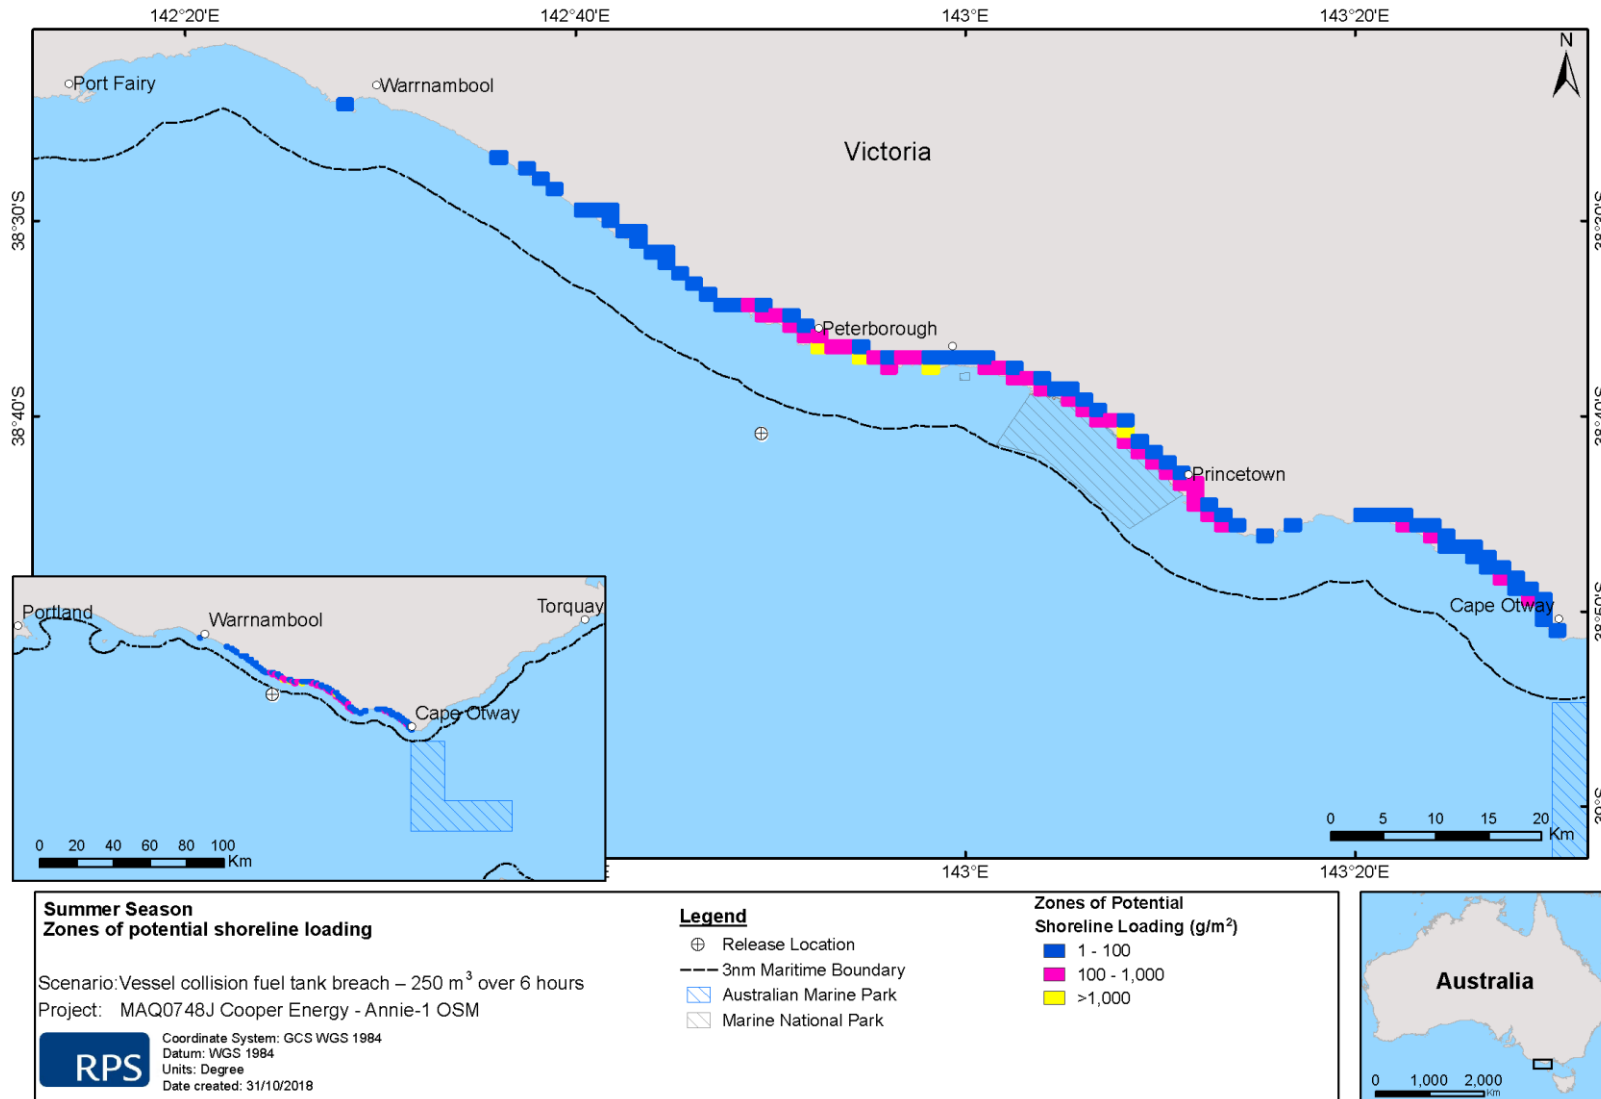 142°20'E
142°40'E
143°E
143°20'E
N
Port Fairy
Warrnambool
Victoria
38°30'S
38°30'S
Peterborough
38°40'S
38°40'S
Princetown
Cape Otway
38°50'S
39°S
0 5 10 15 20
Km
Portland
Warrnambool
Torquay
Cape Otway
0 20 40 60 80 100
Km
143°E
143°20'E
Summer Season
Zones of potential shoreline loading
Scenario: Vessel collision fuel tank breach – 250 m³ over 6 hours
Project: MAQ0748J Cooper Energy - Annie-1 OSM
RPS
Coordinate System: GCS WGS 1984
Datum: WGS 1984
Units: Degree
Date created: 31/10/2018
Legend
Release Location
3nm Maritime Boundary
Australian Marine Park
Marine National Park
Zones of Potential
Shoreline Loading (g/m²)
1 - 100
100 - 1,000
>1,000
Australia
0 1,000 2,000
Km